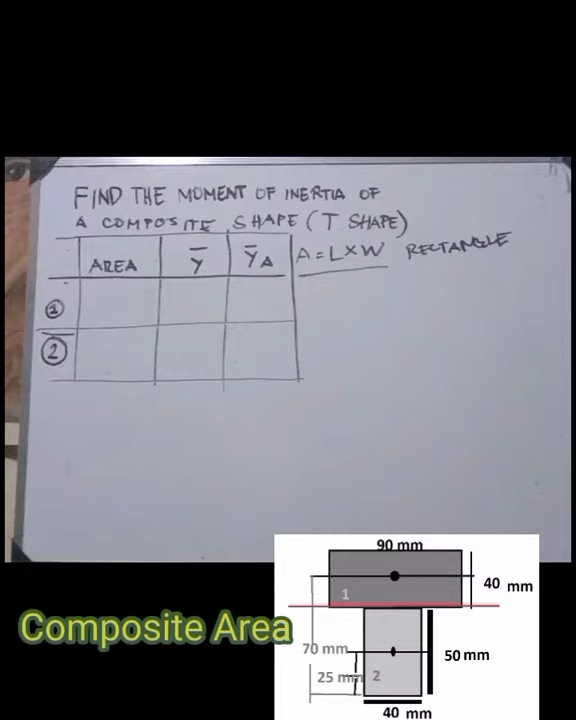 FIND THE MOMENT OF INERTIA OF
A COMPOSITE SHAPE (T SHAPE)
AREA Y̅ Y̅A A = L X W RECTANGLE
1
2
90 mm
40 mm
1
Composite Area
70 mm
50 mm
25 mm 2
40 mm